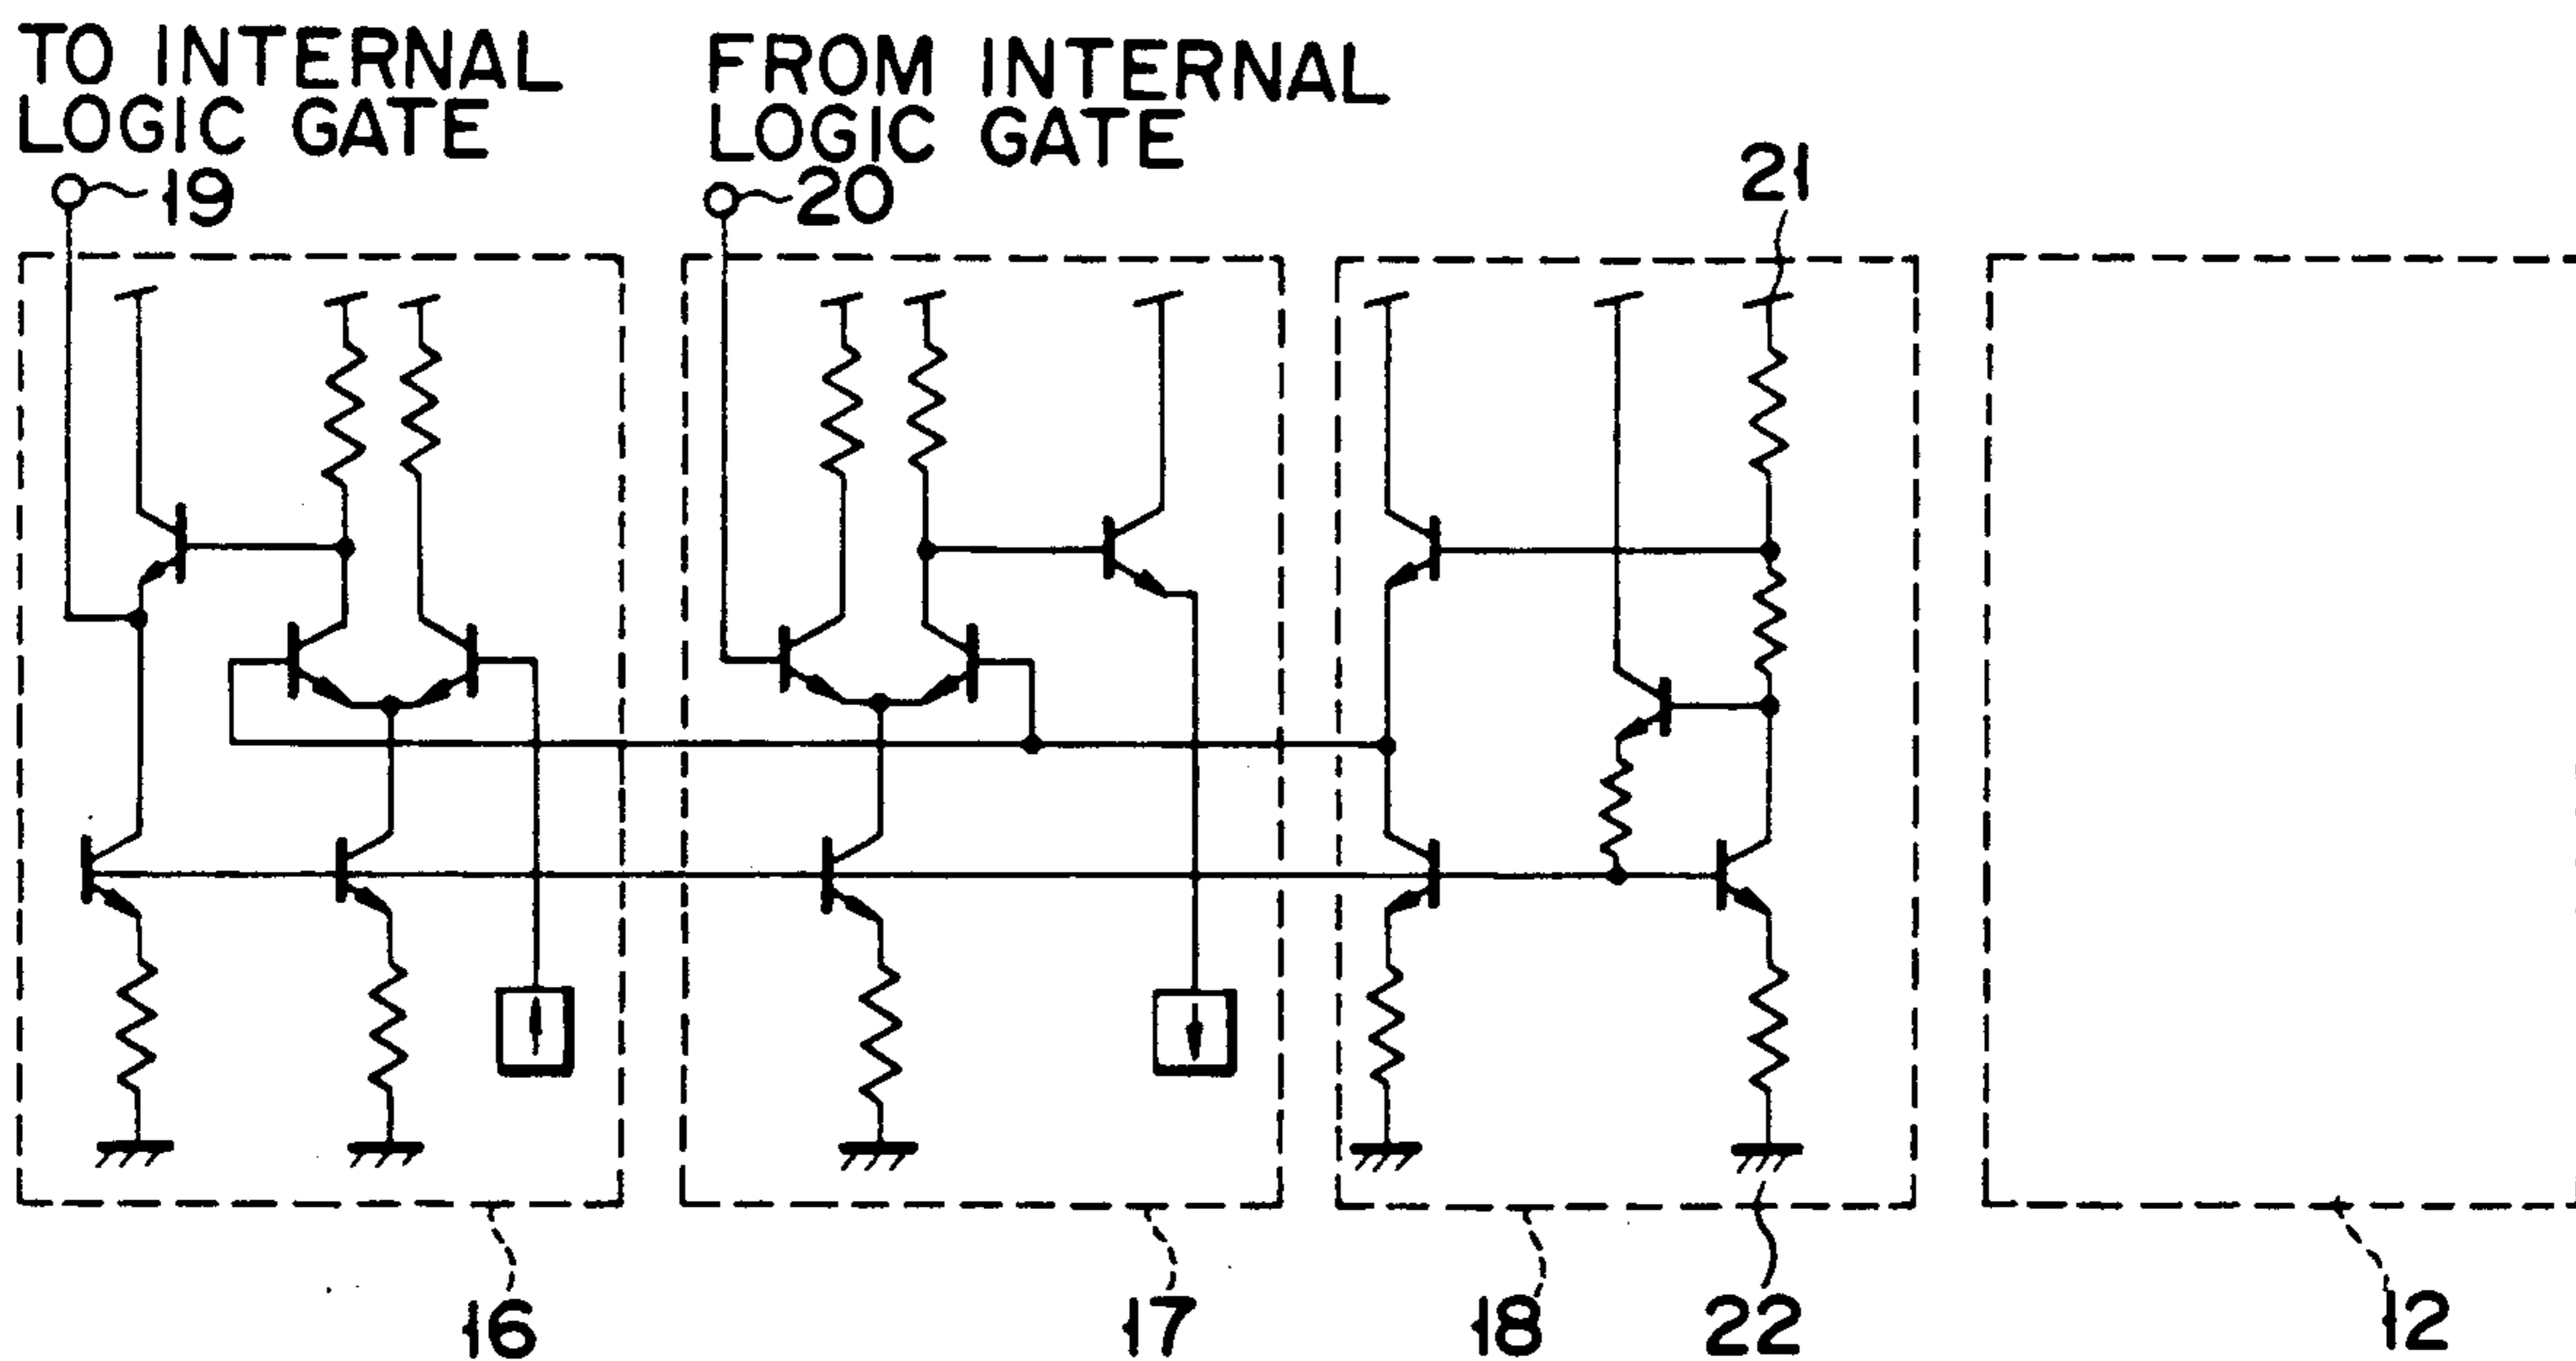 TO INTERNAL
LOGIC GATE
19
FROM INTERNAL
LOGIC GATE
20
21
16
17
18
22
12